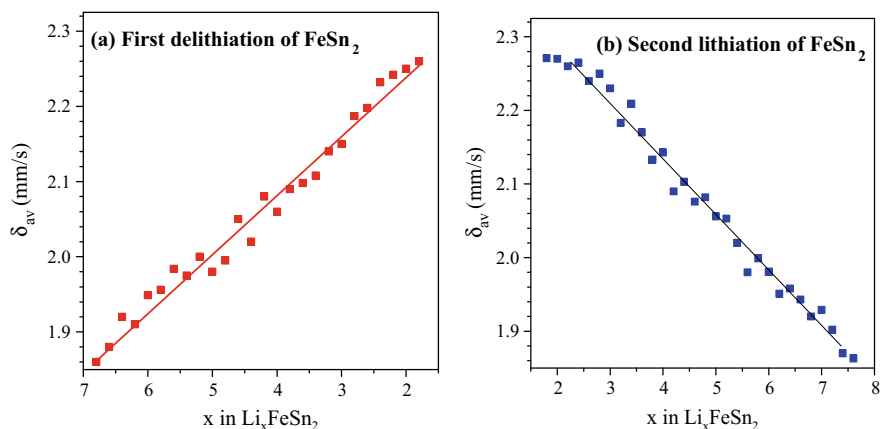 (a) First delithiation of FeSn₂
2.3
2.2
2.1
2.0
1.9
δav (mm/s)
7 6 5 4 3 2
x in LixFeSn₂
(b) Second lithiation of FeSn₂
2.3
2.2
2.1
2.0
1.9
δav (mm/s)
2 3 4 5 6 7 8
x in LixFeSn₂